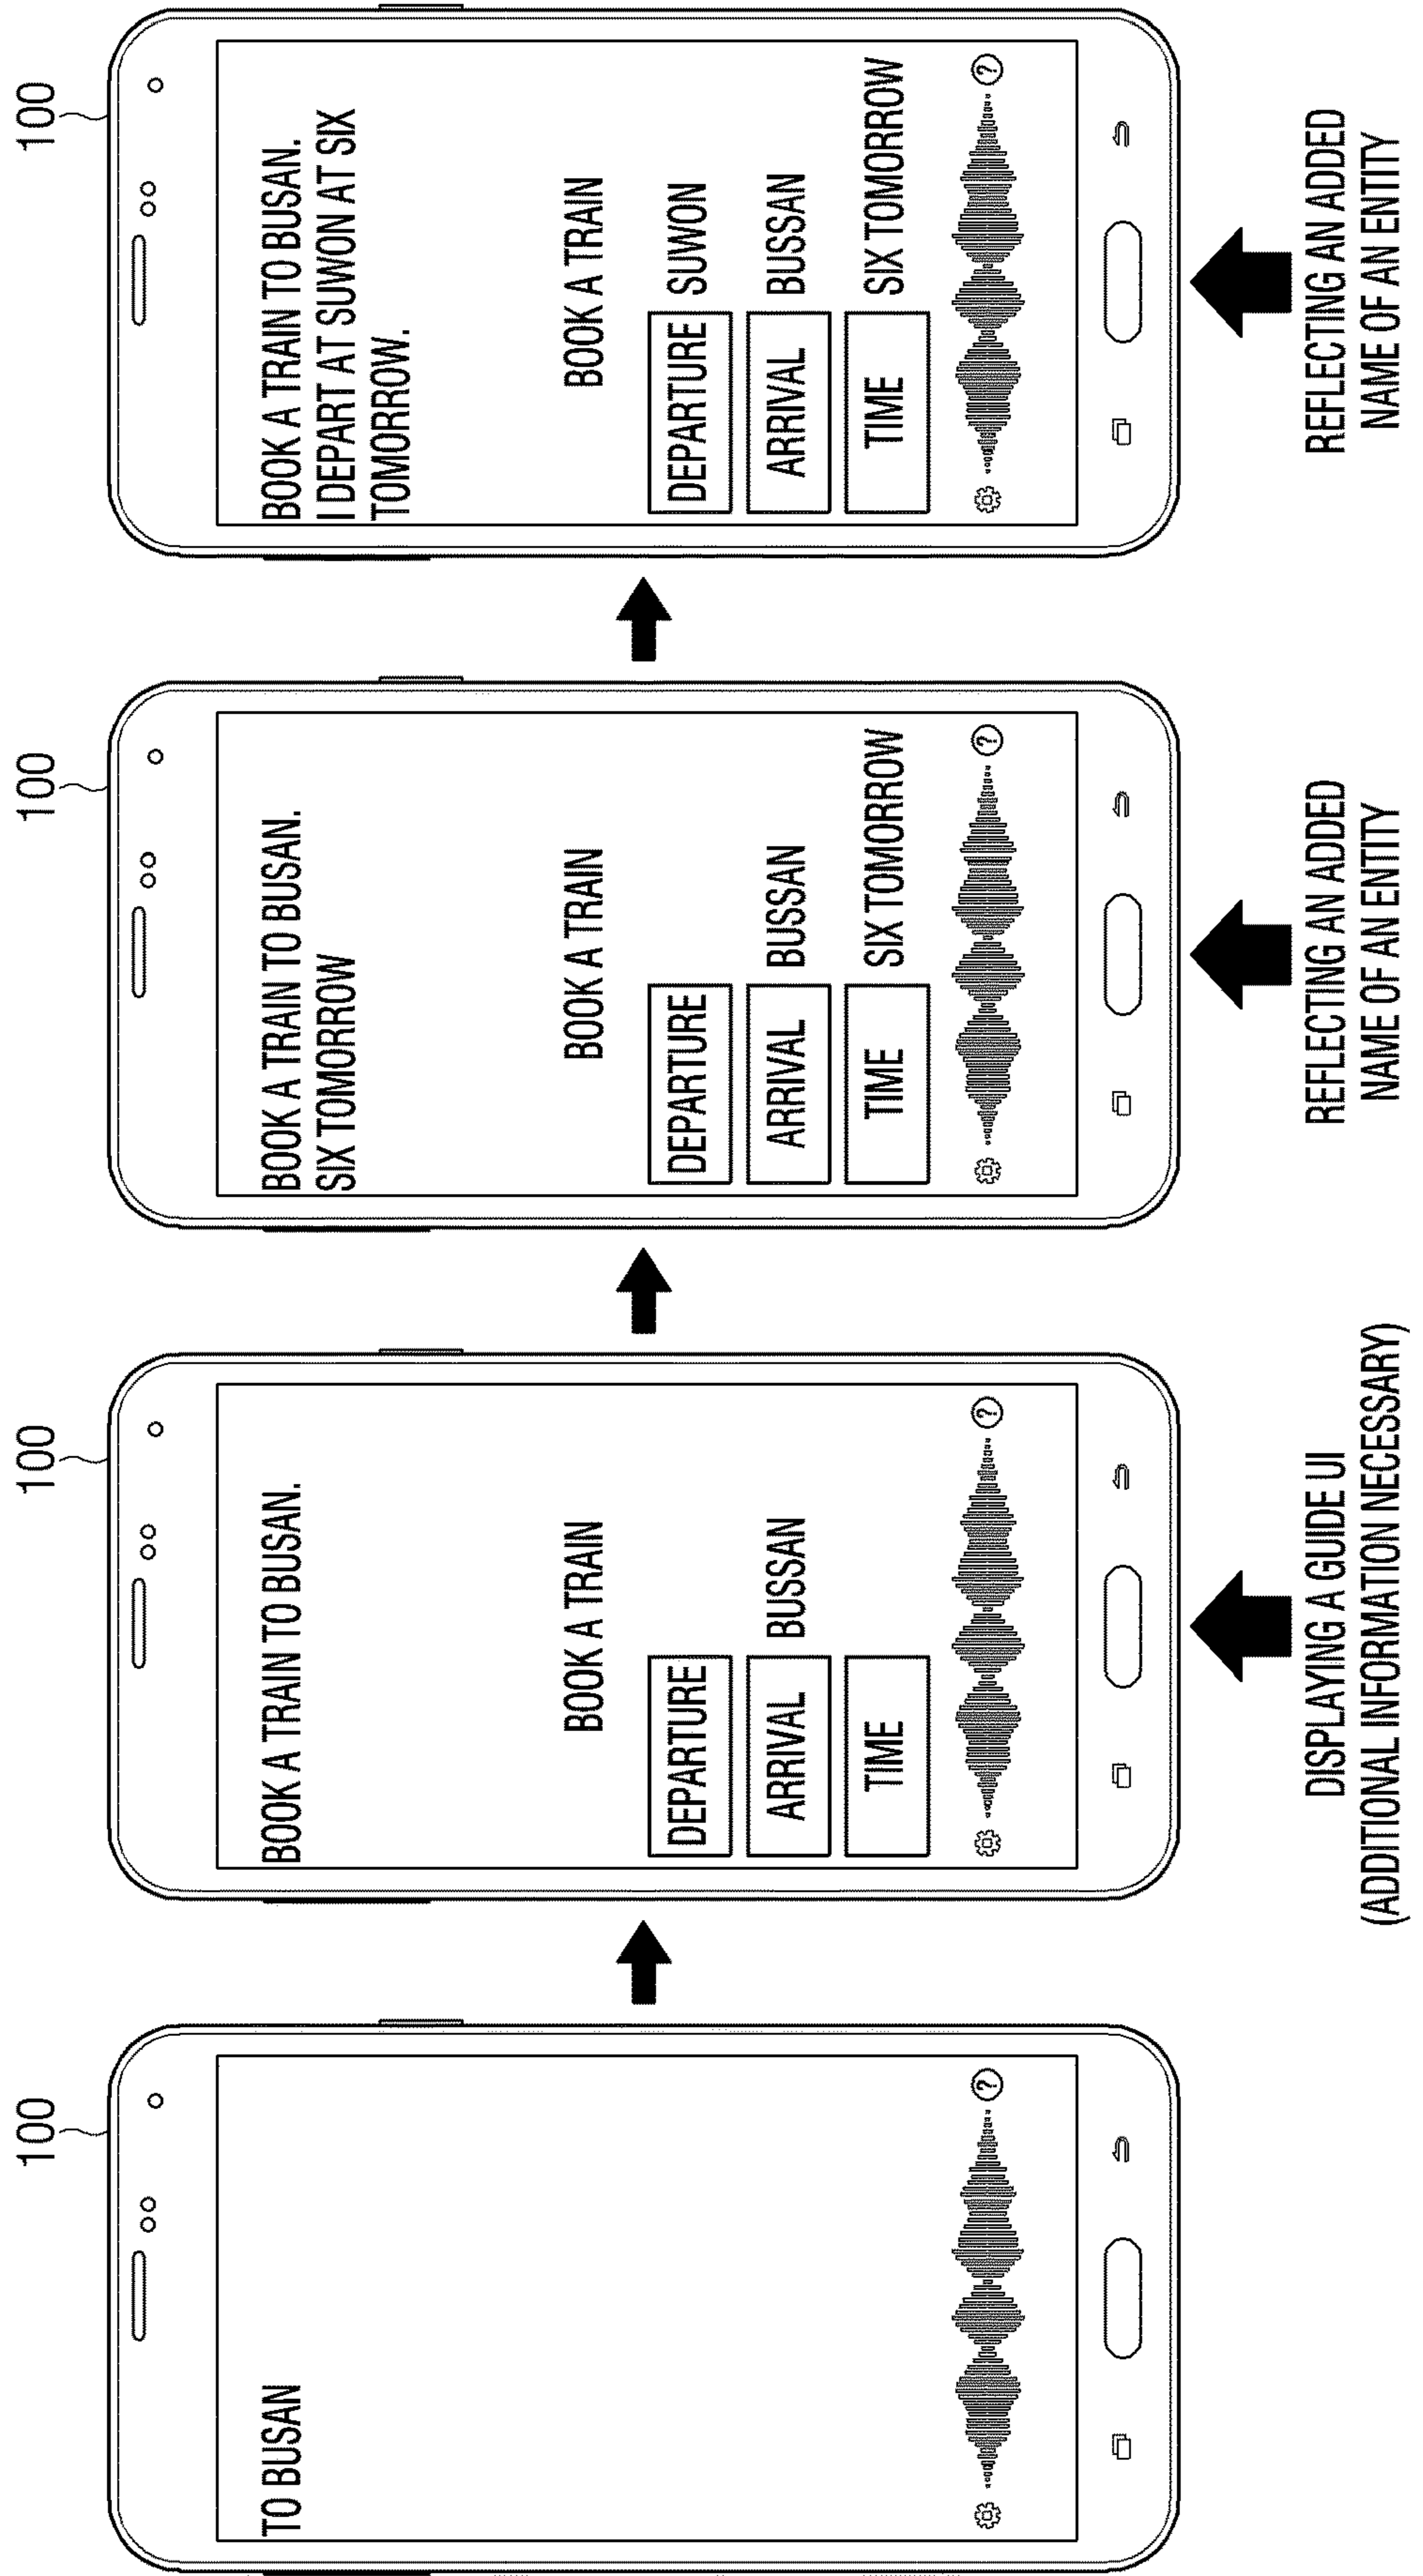 100
TO BUSAN
?
100
BOOK A TRAIN TO BUSAN.
BOOK A TRAIN
DEPARTURE
ARRIVAL BUSSAN
TIME
?
DISPLAYING A GUIDE UI
(ADDITIONAL INFORMATION NECESSARY)
100
BOOK A TRAIN TO BUSAN.
SIX TOMORROW
BOOK A TRAIN
DEPARTURE
ARRIVAL BUSSAN
TIME SIX TOMORROW
?
REFLECTING AN ADDED
NAME OF AN ENTITY
100
BOOK A TRAIN TO BUSAN.
I DEPART AT SUWON AT SIX
TOMORROW.
BOOK A TRAIN
DEPARTURE SUWON
ARRIVAL BUSSAN
TIME SIX TOMORROW
?
REFLECTING AN ADDED
NAME OF AN ENTITY